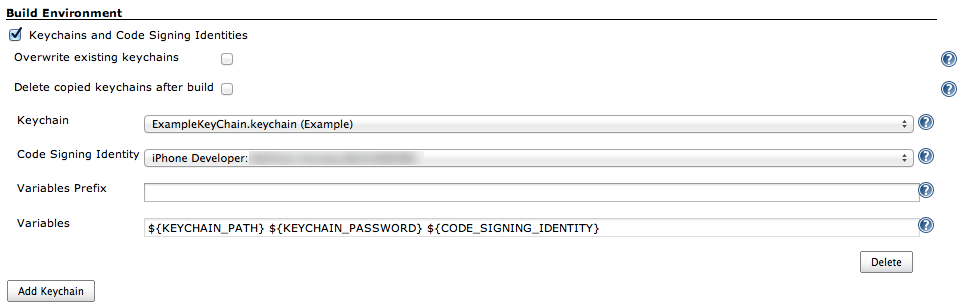 Build Environment
Keychains and Code Signing Identities
Overwrite existing keychains
Delete copied keychains after build
Keychain ExampleKeyChain.keychain (Example)
Code Signing Identity iPhone Developer:
Variables Prefix
Variables ${KEYCHAIN_PATH} ${KEYCHAIN_PASSWORD} ${CODE_SIGNING_IDENTITY}
Delete
Add Keychain